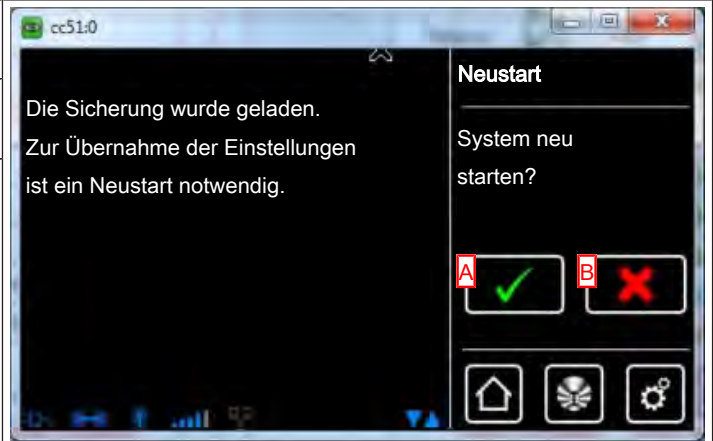 cc51:0
Die Sicherung wurde geladen.
Zur Übernahme der Einstellungen
ist ein Neustart notwendig.
Neustart
System neu
starten?
A
B